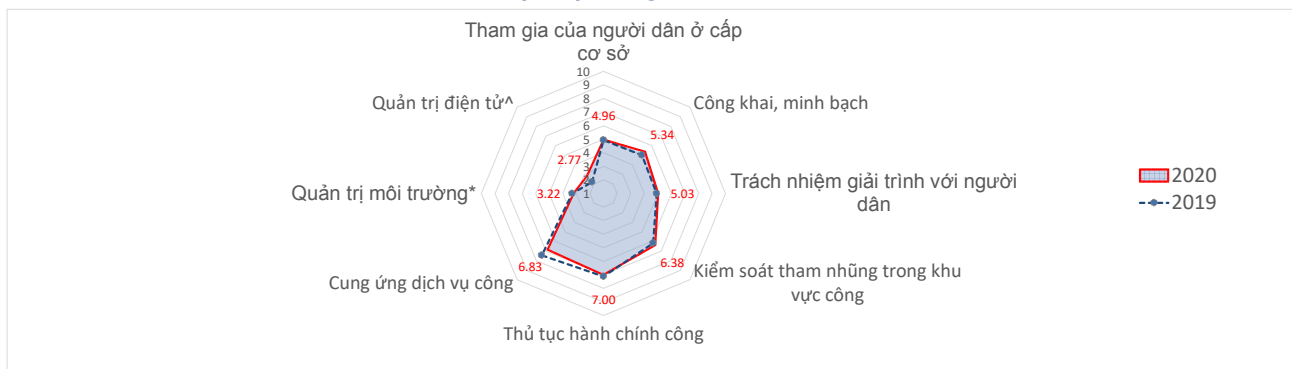 Tham gia của người dân ở cấp
cơ sở
10
9
8
7
6
5
4
3
2
1
4.96
Quản trị điện tử^
Công khai, minh bạch
5.34
2.77
Quản trị môi trường*
3.22
5.03
Trách nhiệm giải trình với người
dân
2020
2019
6.83
6.38
Cung ứng dịch vụ công
Kiểm soát tham nhũng trong khu
vực công
7.00
Thủ tục hành chính công